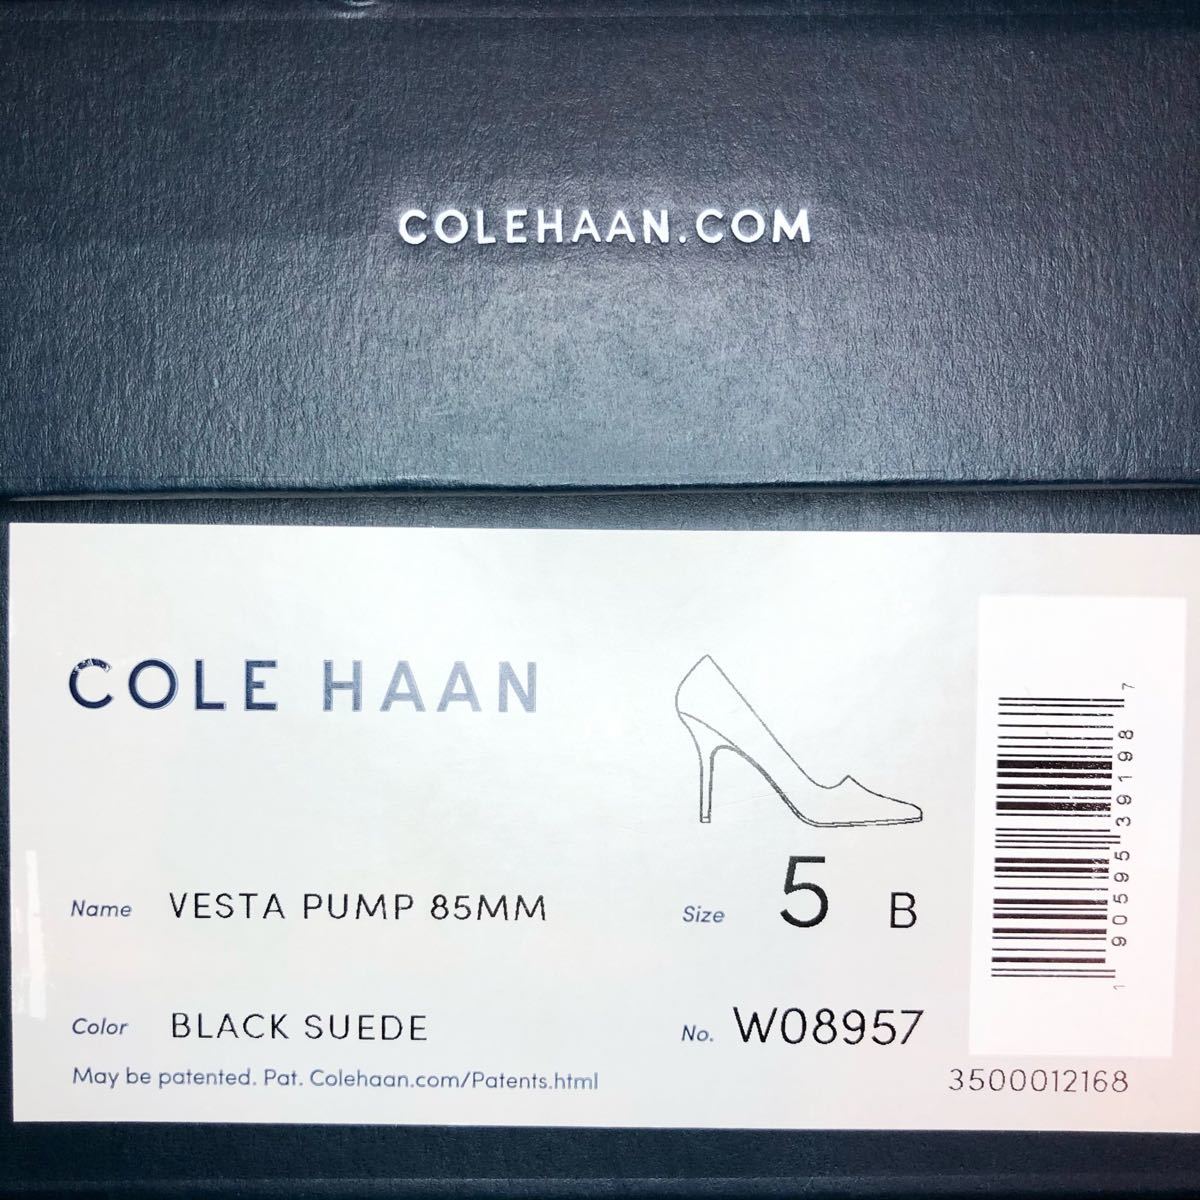 COLEHAAN.COM
COLE HAAN
Name VESTA PUMP 85MM
Size 5 B
Color BLACK SUEDE
No. W08957
May be patented. Pat. Colehaan.com/Patents.html
3500012168
1 90595 39198 7